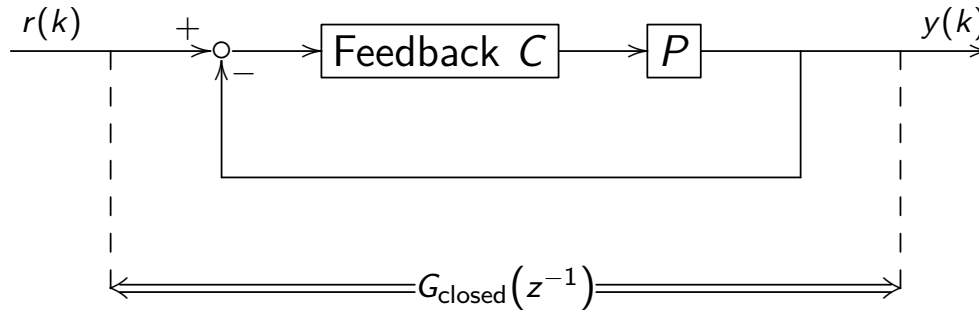 r(k) + y(k)
Feedback C P
−
G_closed(z^{-1})